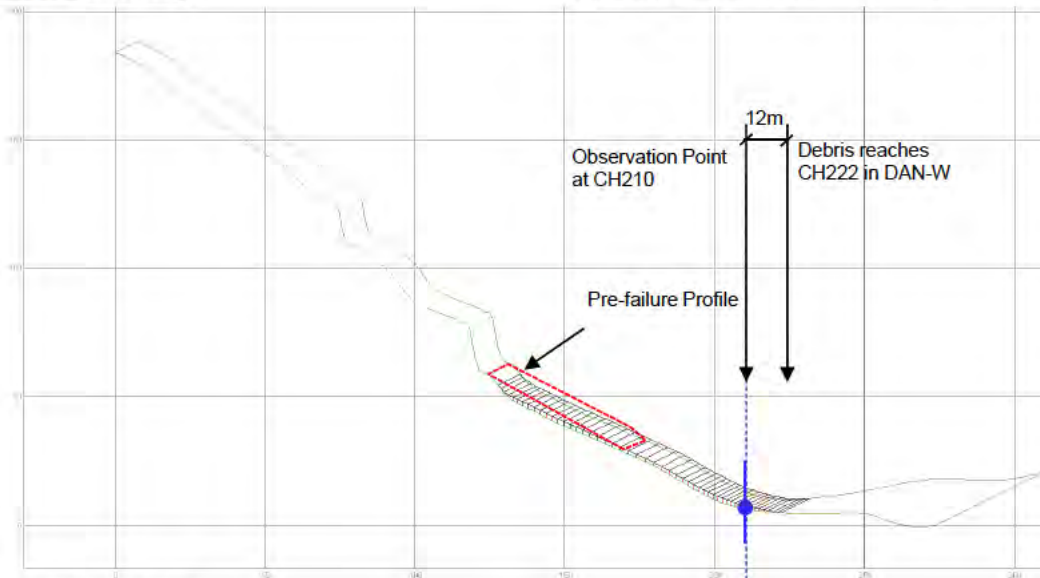 12m
Observation Point
at CH210
Debris reaches
CH222 in DAN-W
Pre-failure Profile